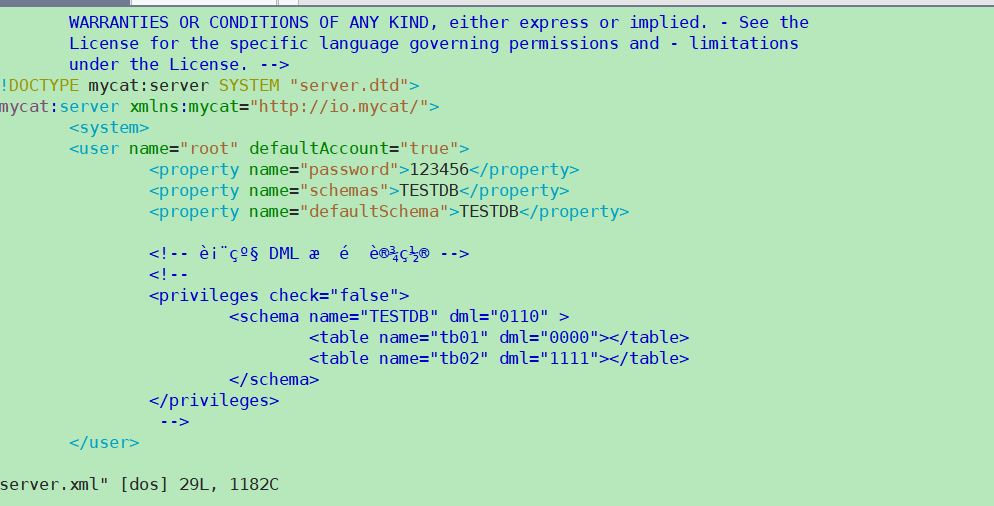 WARRANTIES OR CONDITIONS OF ANY KIND, either express or implied. - See the
License for the specific language governing permissions and - limitations
under the License. -->
!DOCTYPE mycat:server SYSTEM "server.dtd">
mycat:server xmlns:mycat="http://io.mycat/">
<system>
<user name="root" defaultAccount="true">
<property name="password">123456</property>
<property name="schemas">TESTDB</property>
<property name="defaultSchema">TESTDB</property>
<!-- è¡¨çº§ DML æ é è®¾ç½® -->
<!--
<privileges check="false">
<schema name="TESTDB" dml="0110" >
<table name="tb01" dml="0000"></table>
<table name="tb02" dml="1111"></table>
</schema>
</privileges>
-->
</user>
server.xml" [dos] 29L, 1182C